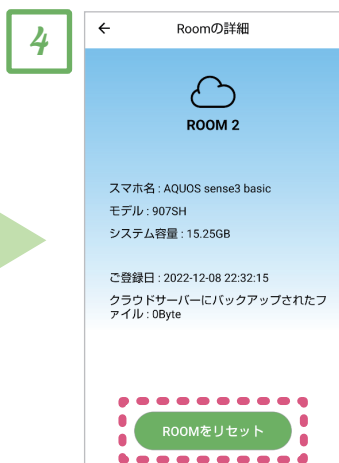 4
Roomの詳細
ROOM 2
スマホ名 : AQUOS sense3 basic
モデル : 907SH
システム容量 : 15.25GB
ご登録日 : 2022-12-08 22:32:15
クラウドサーバーにバックアップされたフ
ァイル : 0Byte
ROOMをリセット